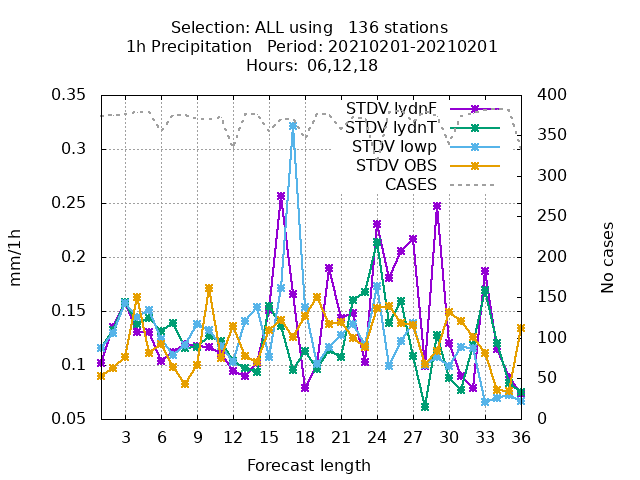 Selection: ALL using   136 stations
1h Precipitation   Period: 20210201-20210201
Hours:  06,12,18
0.35
0.3
0.25
0.2
0.15
0.1
0.05
400
350
300
250
200
150
100
50
0
STDV lydnF
STDV lydnT
STDV lowp
STDV OBS
CASES
mm/1h
No cases
3 6 9 12 15 18 21 24 27 30 33 36
Forecast length